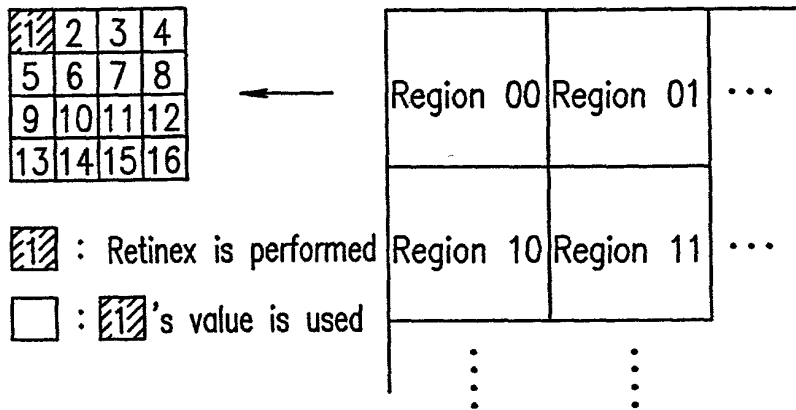 1 2 3 4
5 6 7 8
9 10 11 12
13 14 15 16
Region 00 Region 01 ...
Region 10 Region 11 ...
1 : Retinex is performed
: 1's value is used